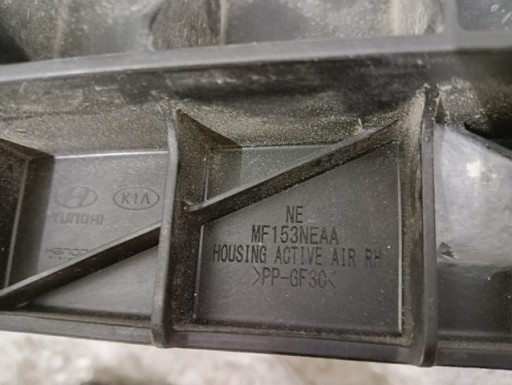 HYUNDAI
KIA
NE
MF153NEAA
HOUSING ACTIVE AIR RH
>PP-GF30<